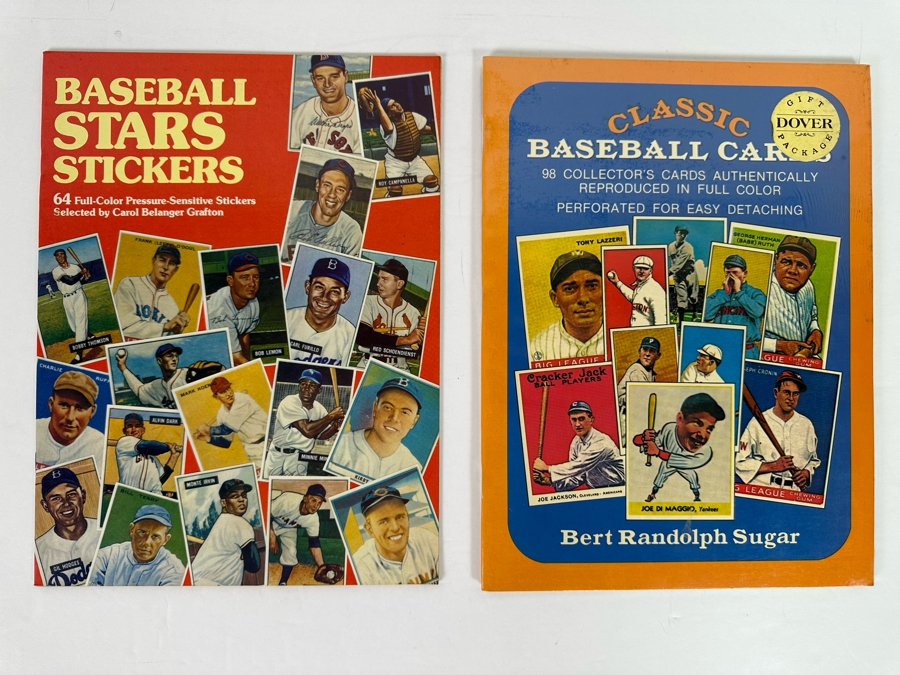 BASEBALL
STARS
STICKERS
64 Full-Color Pressure-Sensitive Stickers
Selected by Carol Belanger Grafton
ROY CAMPANELLA
BOBBY THOMSON
BOB LEMON
CARL FURILLO
RED SCHOENDIENST
CHARLIE
ALVIN DARK
MINNIE
GIL HODGES
BILL TERRY
MONTE IRVIN
CLASSIC
BASEBALL CARDS
GIFT
DOVER
PACKAGE
98 COLLECTOR'S CARDS AUTHENTICALLY
REPRODUCED IN FULL COLOR
PERFORATED FOR EASY DETACHING
TONY LAZZERI
BIG LEAGUE
GEORGE HERMAN
(BABE) RUTH
LEAGUE CHEWING
GUM
Cracker Jack
BALL PLAYERS
JOE JACKSON, CLEVELAND - AMERICANS
JOE DI MAGGIO, Yankees
JOSEPH CRONIN
BIG LEAGUE CHEWING
GUM
Bert Randolph Sugar